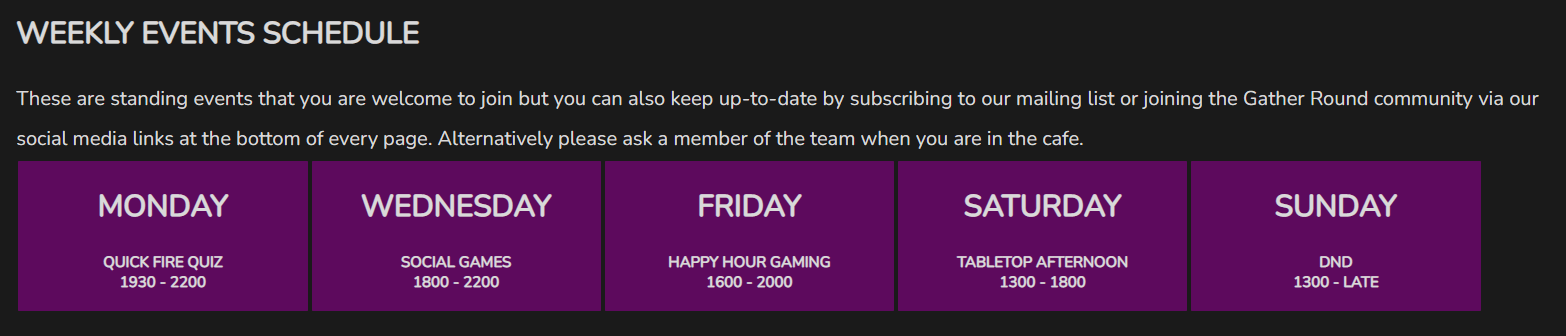 WEEKLY EVENTS SCHEDULE
These are standing events that you are welcome to join but you can also keep up-to-date by subscribing to our mailing list or joining the Gather Round community via our
social media links at the bottom of every page. Alternatively please ask a member of the team when you are in the cafe.
MONDAY
QUICK FIRE QUIZ
1930 - 2200
WEDNESDAY
SOCIAL GAMES
1800 - 2200
FRIDAY
HAPPY HOUR GAMING
1600 - 2000
SATURDAY
TABLETOP AFTERNOON
1300 - 1800
SUNDAY
DND
1300 - LATE